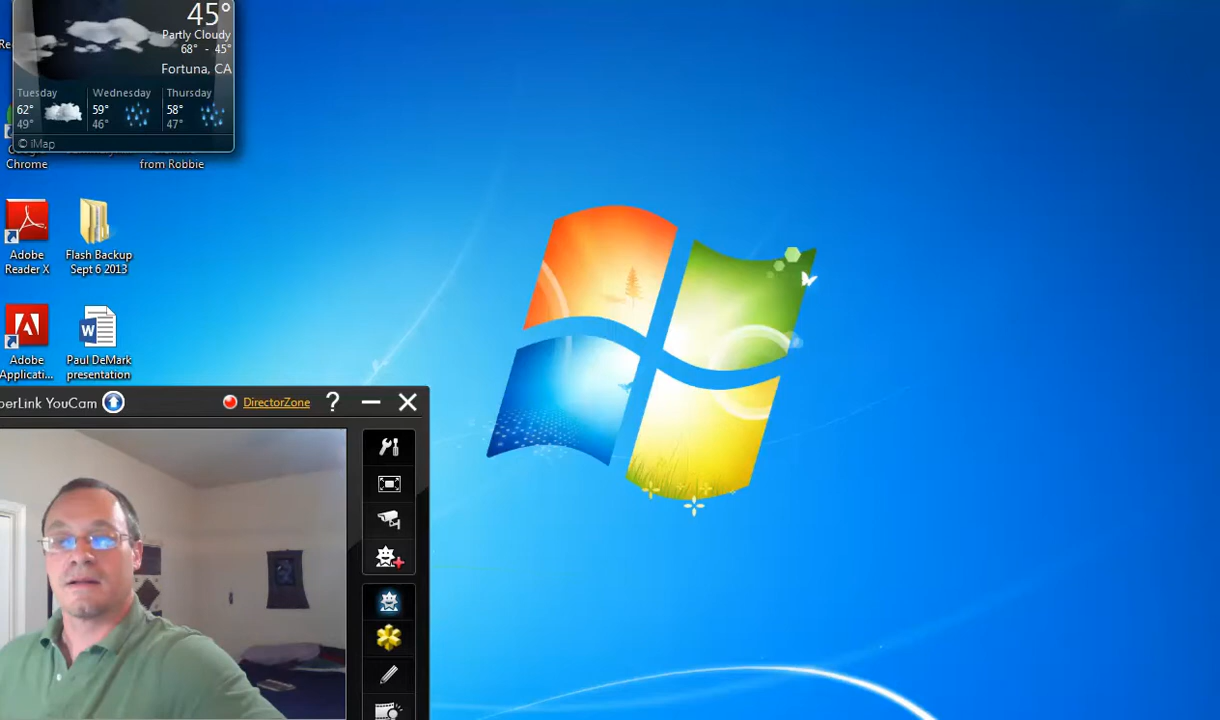 45°
Partly Cloudy
68° - 45°
Fortuna, CA
Tuesday
62°
49°
Wednesday
59°
46°
Thursday
58°
47°
© iMap
Chrome
from Robbie
Adobe
Reader X
Flash Backup
Sept 6 2013
Adobe
Applicati...
Paul DeMark
presentation
YouCam
DirectorZone
?